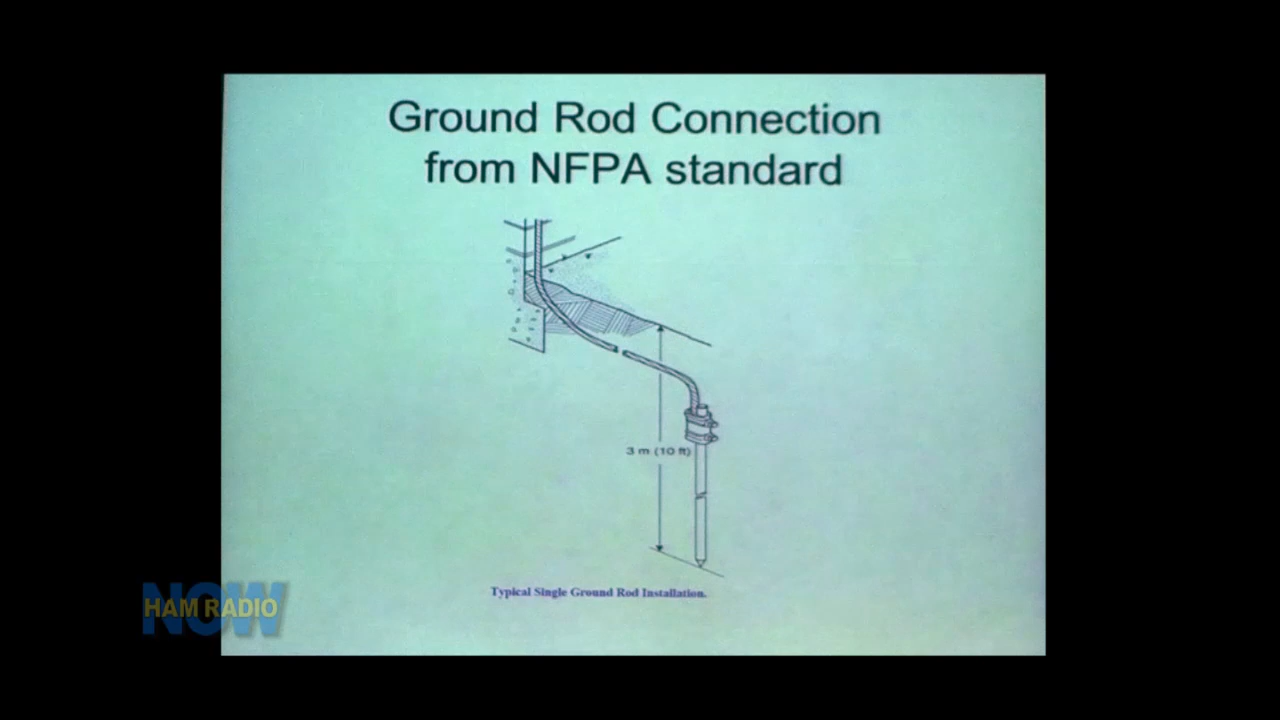 Ground Rod Connection
from NFPA standard
3 m (10 ft)
Typical Single Ground Rod Installation.
NOW
HAM RADIO